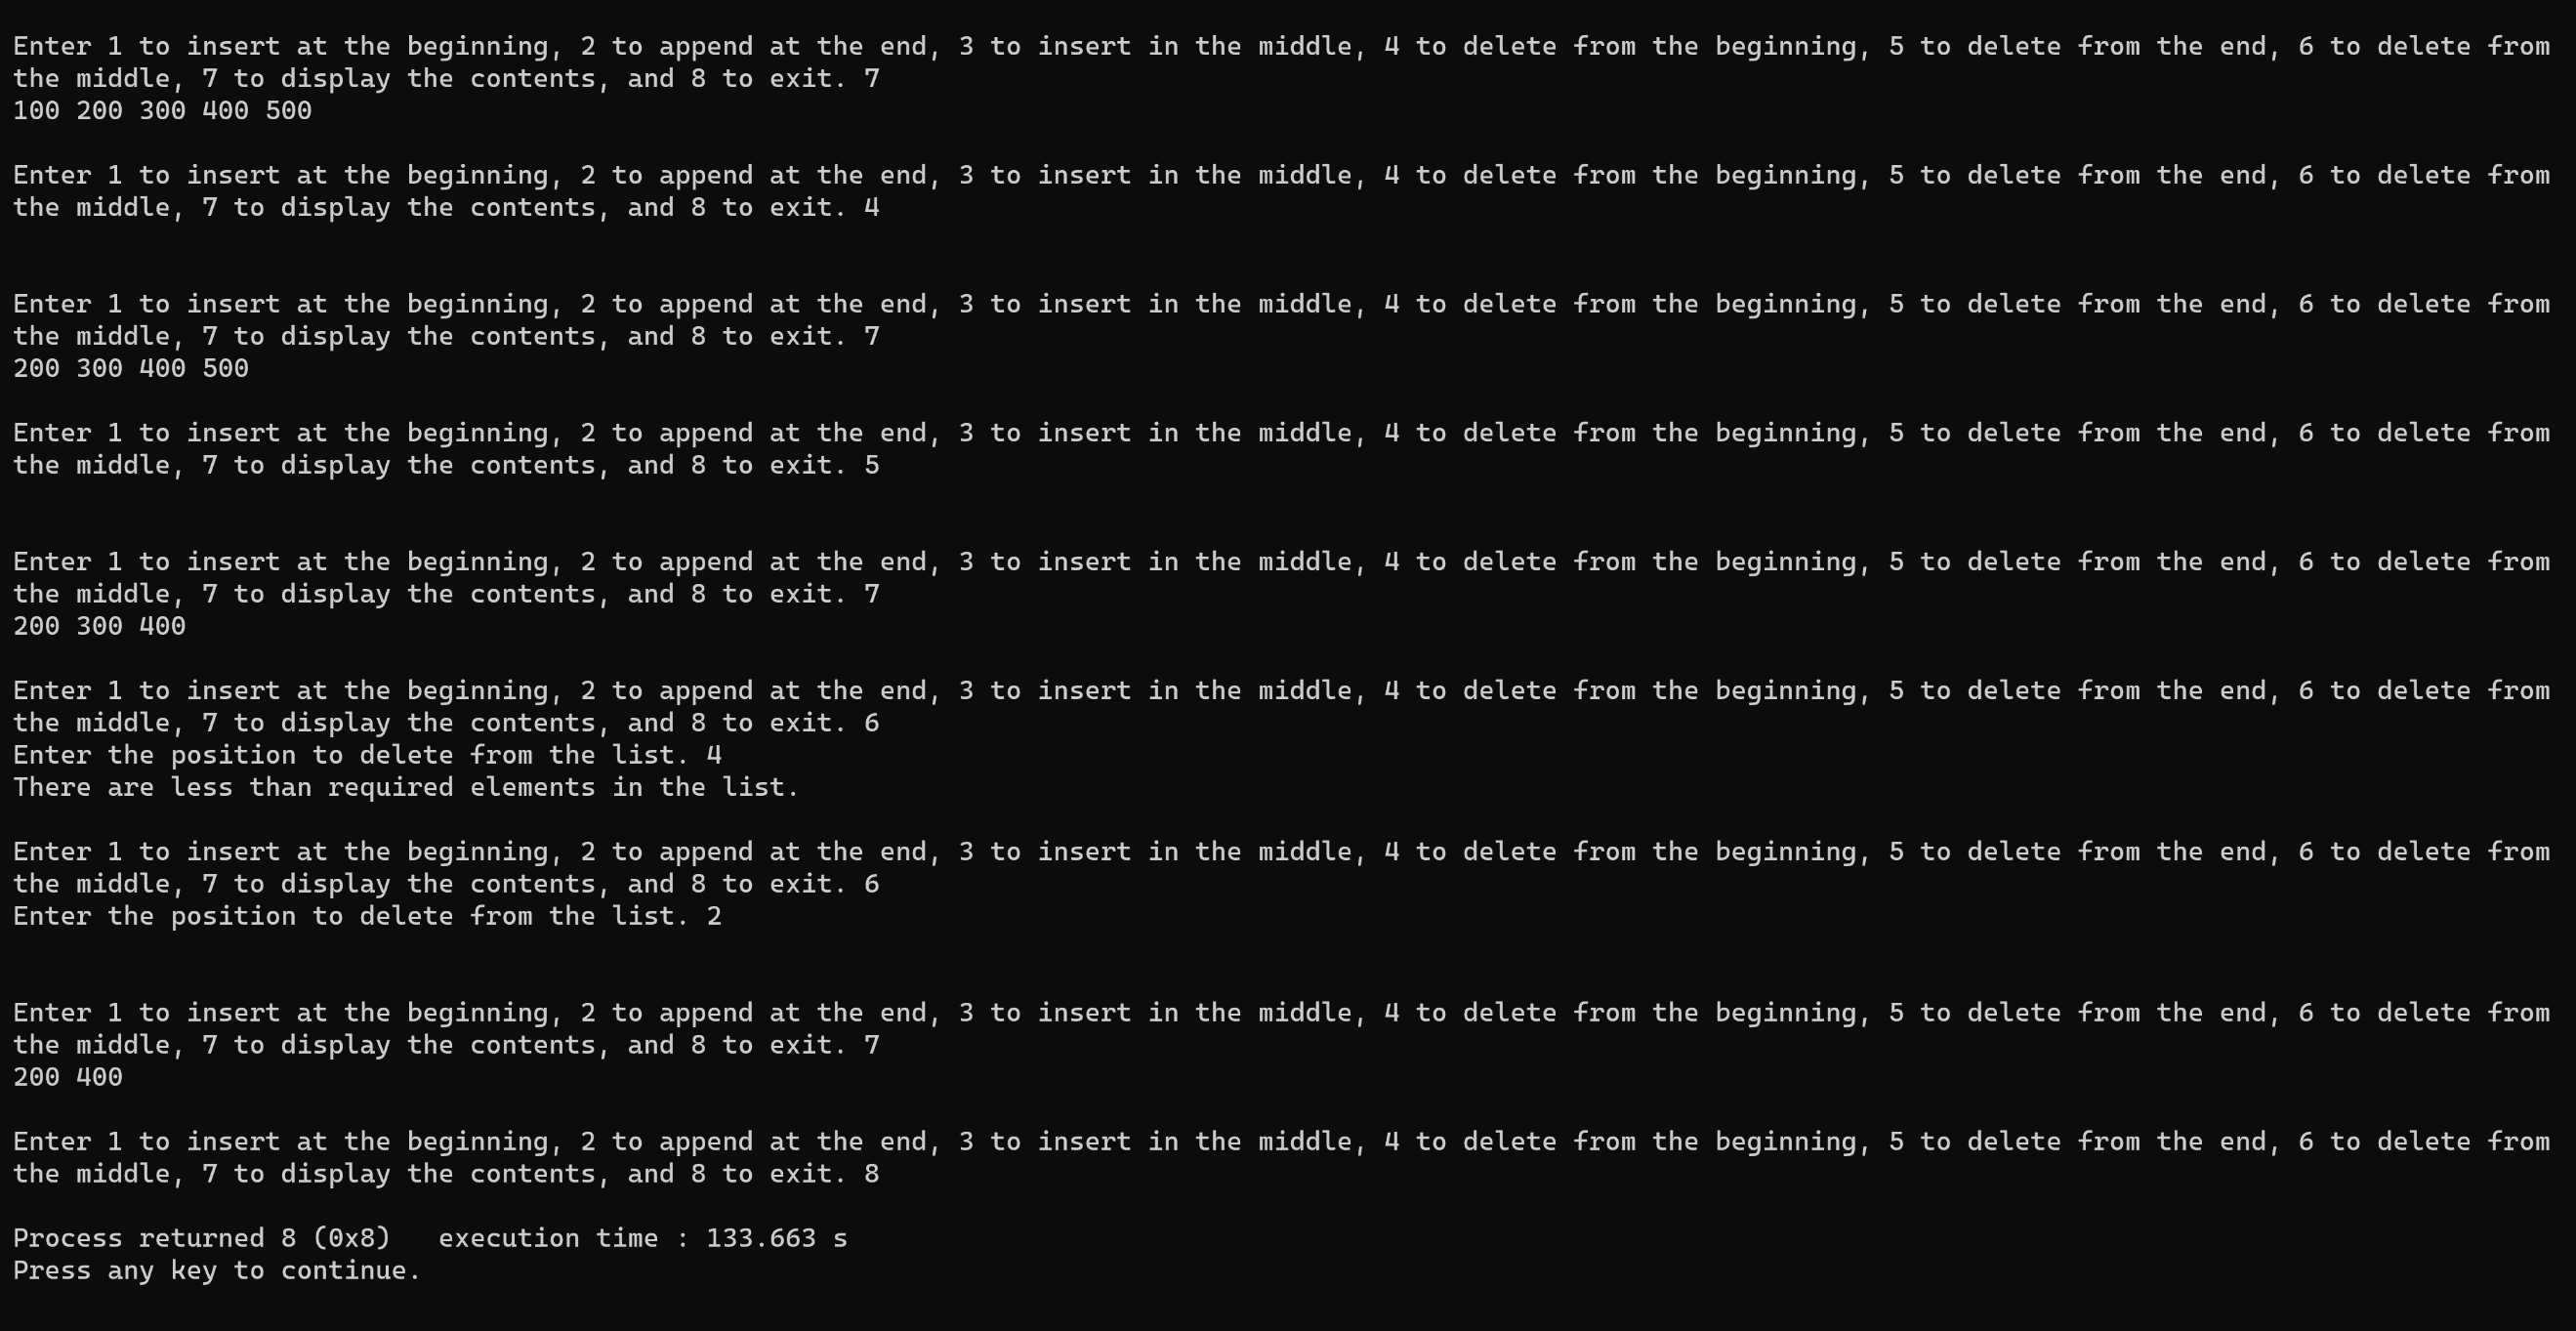 Enter 1 to insert at the beginning, 2 to append at the end, 3 to insert in the middle, 4 to delete from the beginning, 5 to delete from the end, 6 to delete from
the middle, 7 to display the contents, and 8 to exit. 7
100 200 300 400 500
Enter 1 to insert at the beginning, 2 to append at the end, 3 to insert in the middle, 4 to delete from the beginning, 5 to delete from the end, 6 to delete from
the middle, 7 to display the contents, and 8 to exit. 4
Enter 1 to insert at the beginning, 2 to append at the end, 3 to insert in the middle, 4 to delete from the beginning, 5 to delete from the end, 6 to delete from
the middle, 7 to display the contents, and 8 to exit. 7
200 300 400 500
Enter 1 to insert at the beginning, 2 to append at the end, 3 to insert in the middle, 4 to delete from the beginning, 5 to delete from the end, 6 to delete from
the middle, 7 to display the contents, and 8 to exit. 5
Enter 1 to insert at the beginning, 2 to append at the end, 3 to insert in the middle, 4 to delete from the beginning, 5 to delete from the end, 6 to delete from
the middle, 7 to display the contents, and 8 to exit. 7
200 300 400
Enter 1 to insert at the beginning, 2 to append at the end, 3 to insert in the middle, 4 to delete from the beginning, 5 to delete from the end, 6 to delete from
the middle, 7 to display the contents, and 8 to exit. 6
Enter the position to delete from the list. 4
There are less than required elements in the list.
Enter 1 to insert at the beginning, 2 to append at the end, 3 to insert in the middle, 4 to delete from the beginning, 5 to delete from the end, 6 to delete from
the middle, 7 to display the contents, and 8 to exit. 6
Enter the position to delete from the list. 2
Enter 1 to insert at the beginning, 2 to append at the end, 3 to insert in the middle, 4 to delete from the beginning, 5 to delete from the end, 6 to delete from
the middle, 7 to display the contents, and 8 to exit. 7
200 400
Enter 1 to insert at the beginning, 2 to append at the end, 3 to insert in the middle, 4 to delete from the beginning, 5 to delete from the end, 6 to delete from
the middle, 7 to display the contents, and 8 to exit. 8
Process returned 8 (0x8)   execution time : 133.663 s
Press any key to continue.